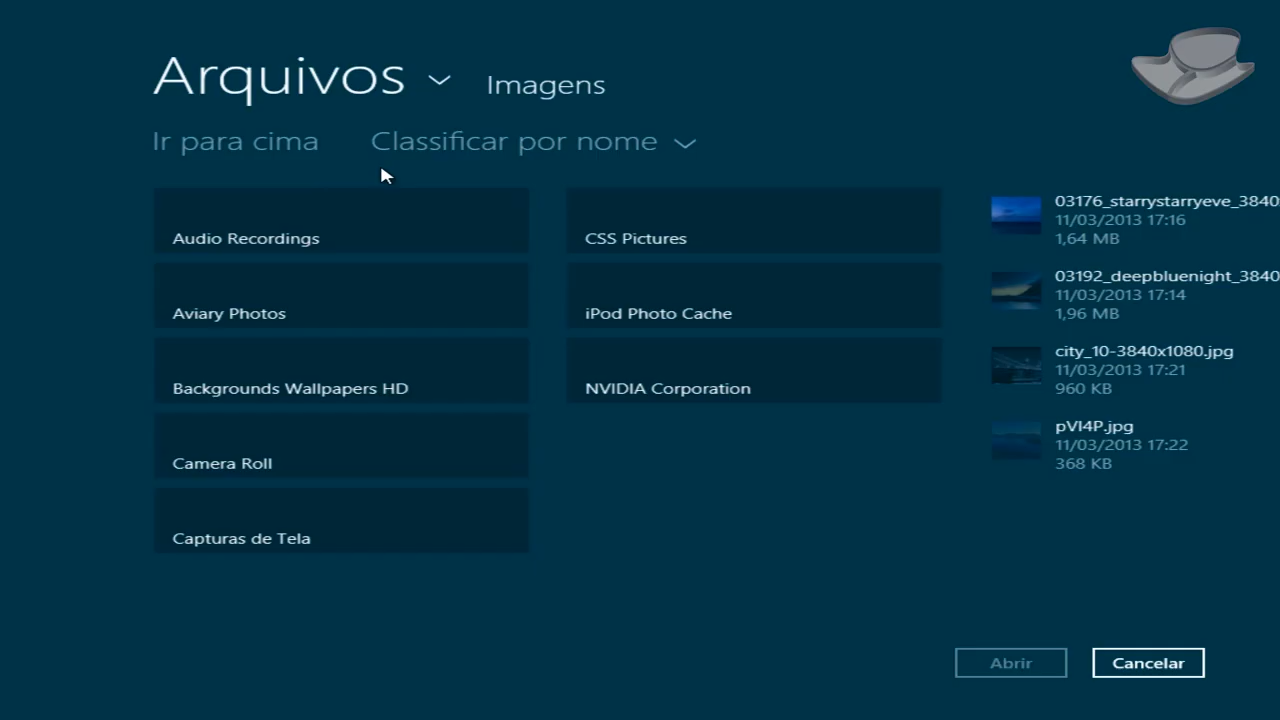 Arquivos
Imagens
Ir para cima
Classificar por nome
Audio Recordings
Aviary Photos
Backgrounds Wallpapers HD
Camera Roll
Capturas de Tela
CSS Pictures
iPod Photo Cache
NVIDIA Corporation
03176_starrystarryeve_3840
11/03/2013 17:16
1,64 MB
03192_deepbluenight_3840
11/03/2013 17:14
1,96 MB
city_10-3840x1080.jpg
11/03/2013 17:21
960 KB
pVI4P.jpg
11/03/2013 17:22
368 KB
Abrir
Cancelar